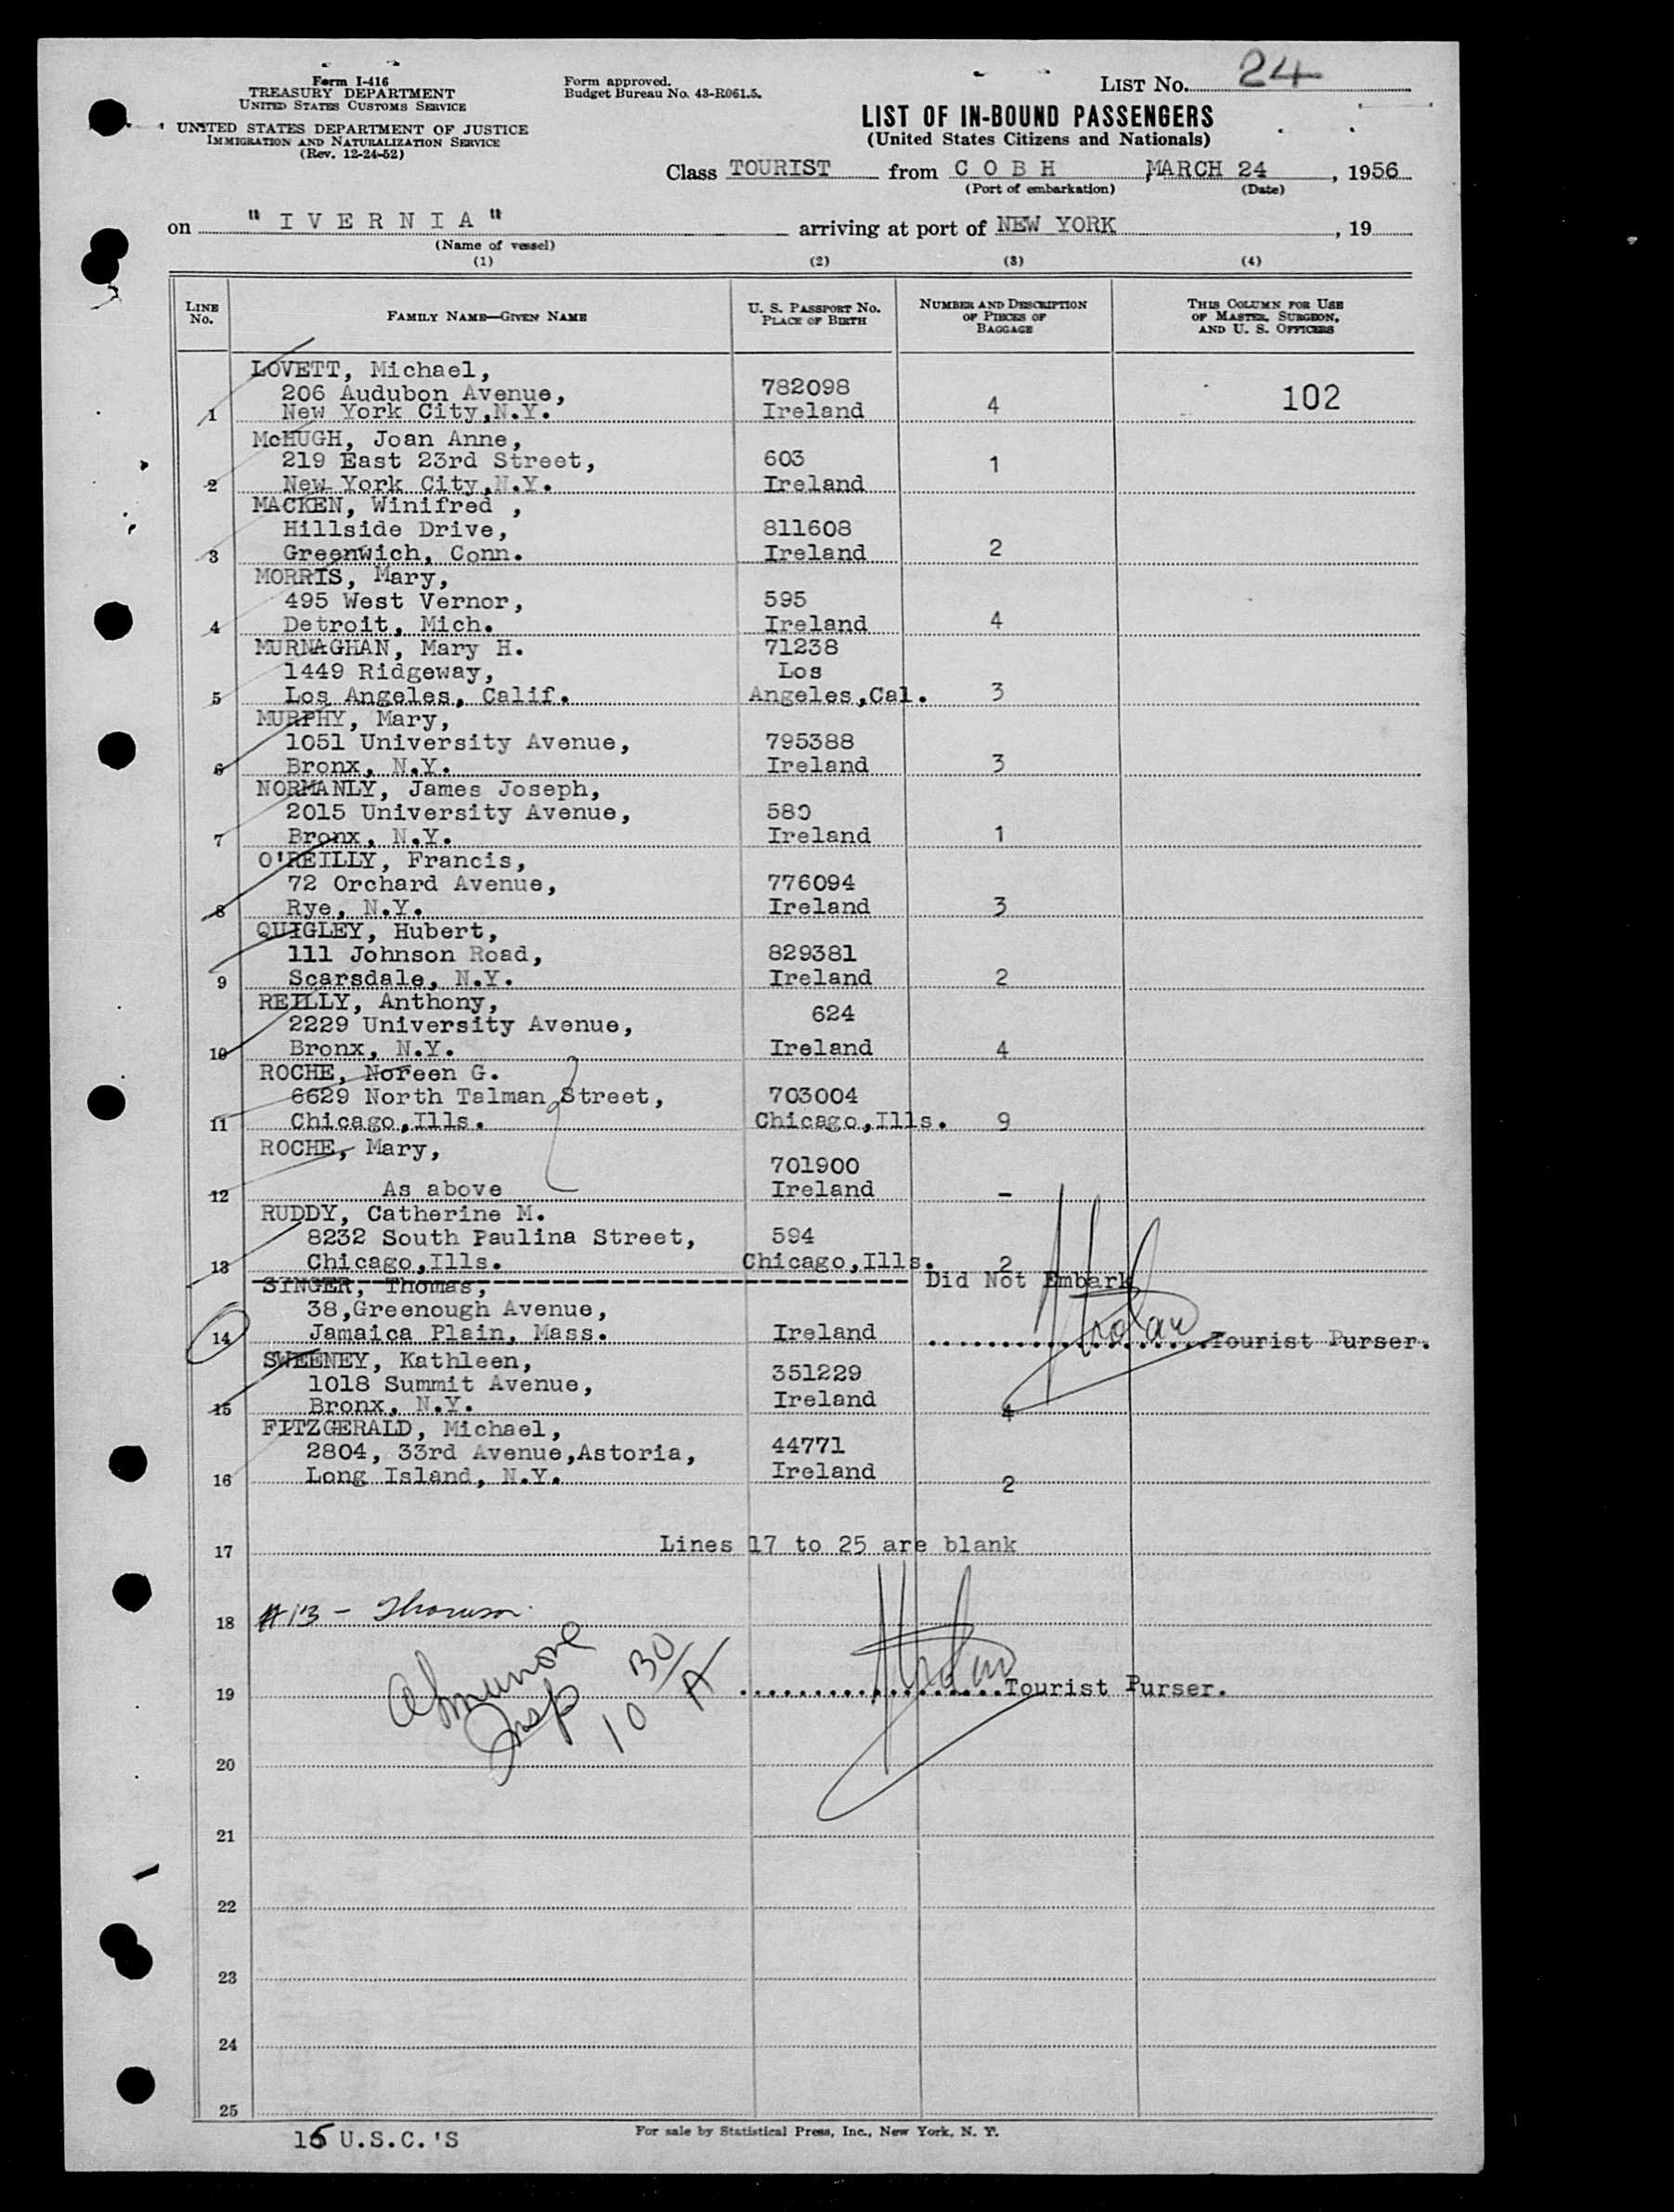 Form I-416
TREASURY DEPARTMENT
UNITED STATES CUSTOMS SERVICE
UNITED STATES DEPARTMENT OF JUSTICE
IMMIGRATION AND NATURALIZATION SERVICE
(Rev. 12-24-52)
Form approved.
Budget Bureau No. 43-R061.5.
LIST NO. 24
LIST OF IN-BOUND PASSENGERS
(United States Citizens and Nationals)
Class TOURIST from C O B H , MARCH 24 , 1956
(Port of embarkation) (Date)
on " I V E R N I A " arriving at port of NEW YORK , 19
(Name of vessel)
(1) (2) (3) (4)
LINE NO. FAMILY NAME—GIVEN NAME U. S. PASSPORT NO. PLACE OF BIRTH NUMBER AND DESCRIPTION OF PIECES OF BAGGAGE THIS COLUMN FOR USE OF MASTER, SURGEON, AND U. S. OFFICERS
LOVETT, Michael,
206 Audubon Avenue, 782098 102
1 New York City,N.Y. Ireland 4
McHUGH, Joan Anne,
219 East 23rd Street, 603 1
2 New York City,N.Y. Ireland
MACKEN, Winifred ,
Hillside Drive, 811608
3 Greenwich, Conn. Ireland 2
MORRIS, Mary,
495 West Vernor, 595
4 Detroit, Mich. Ireland 4
MURNAGHAN, Mary H. 71238
1449 Ridgeway, Los
5 Los Angeles, Calif. Angeles,Cal. 3
MURPHY, Mary,
1051 University Avenue, 795388
6 Bronx, N.Y. Ireland 3
NORMANLY, James Joseph,
2015 University Avenue, 580
7 Bronx, N.Y. Ireland 1
O'REILLY, Francis,
72 Orchard Avenue, 776094
8 Rye, N.Y. Ireland 3
QUIGLEY, Hubert,
111 Johnson Road, 829381
9 Scarsdale, N.Y. Ireland 2
REILLY, Anthony,
2229 University Avenue, 624
10 Bronx, N.Y. Ireland 4
ROCHE, Noreen G.
6629 North Talman Street, 703004
11 Chicago,Ills. Chicago,Ills. 9
ROCHE, Mary,
701900
12 As above Ireland -
RUDDY, Catherine M.
8232 South Paulina Street, 594
13 Chicago,Ills. Chicago,Ills. 2
SINGER, Thomas, Did Not Embark
38,Greenough Avenue,
14 Jamaica Plain, Mass. Ireland Tourist Purser.
SWEENEY, Kathleen,
1018 Summit Avenue, 351229
15 Bronx, N.Y. Ireland 4
FITZGERALD, Michael,
2804, 33rd Avenue,Astoria, 44771
16 Long Island, N.Y. Ireland 2
17 Lines 17 to 25 are blank
18 #13 -
Insp 10 30/A
19 Tourist Purser.
20
21
22
23
24
25
15 U.S.C.'S
For sale by Statistical Press, Inc., New York, N. Y.